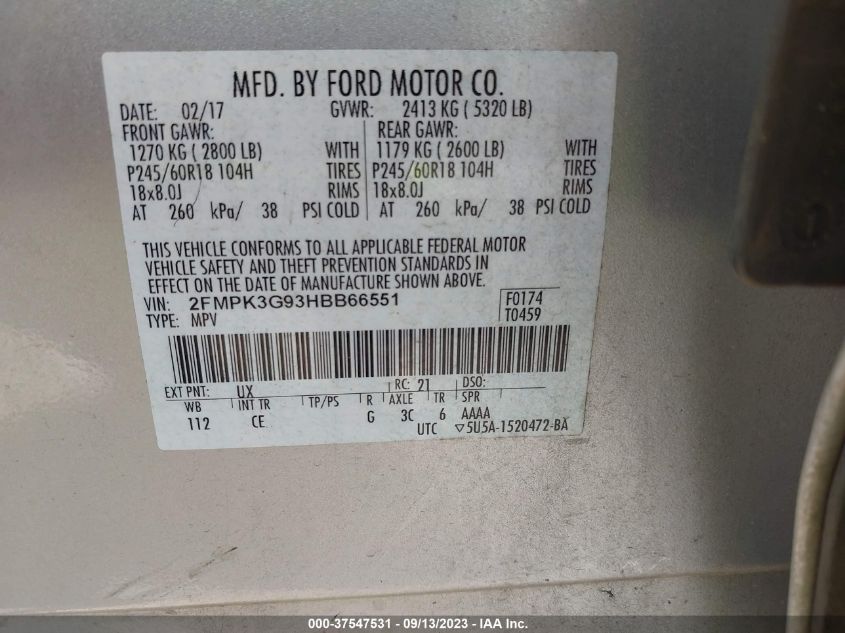 MFD. BY FORD MOTOR CO.
DATE: 02/17 GVWR: 2413 KG ( 5320 LB)
FRONT GAWR: REAR GAWR:
1270 KG ( 2800 LB) WITH 1179 KG ( 2600 LB) WITH
P245/60R18 104H TIRES P245/60R18 104H TIRES
18x8.0J RIMS 18x8.0J RIMS
AT 260 kPa/ 38 PSI COLD AT 260 kPa/ 38 PSI COLD
THIS VEHICLE CONFORMS TO ALL APPLICABLE FEDERAL MOTOR
VEHICLE SAFETY AND THEFT PREVENTION STANDARDS IN
EFFECT ON THE DATE OF MANUFACTURE SHOWN ABOVE.
VIN: 2FMPK3G93HBB66551 F0174
TYPE: MPV T0459
EXT PNT: UX RC: 21 DSO:
WB INT TR TP/PS R AXLE TR SPR
112 CE G 3C 6 AAAA
UTC ▽5U5A-1520472-BA
000-37547531 - 09/13/2023 - IAA Inc.